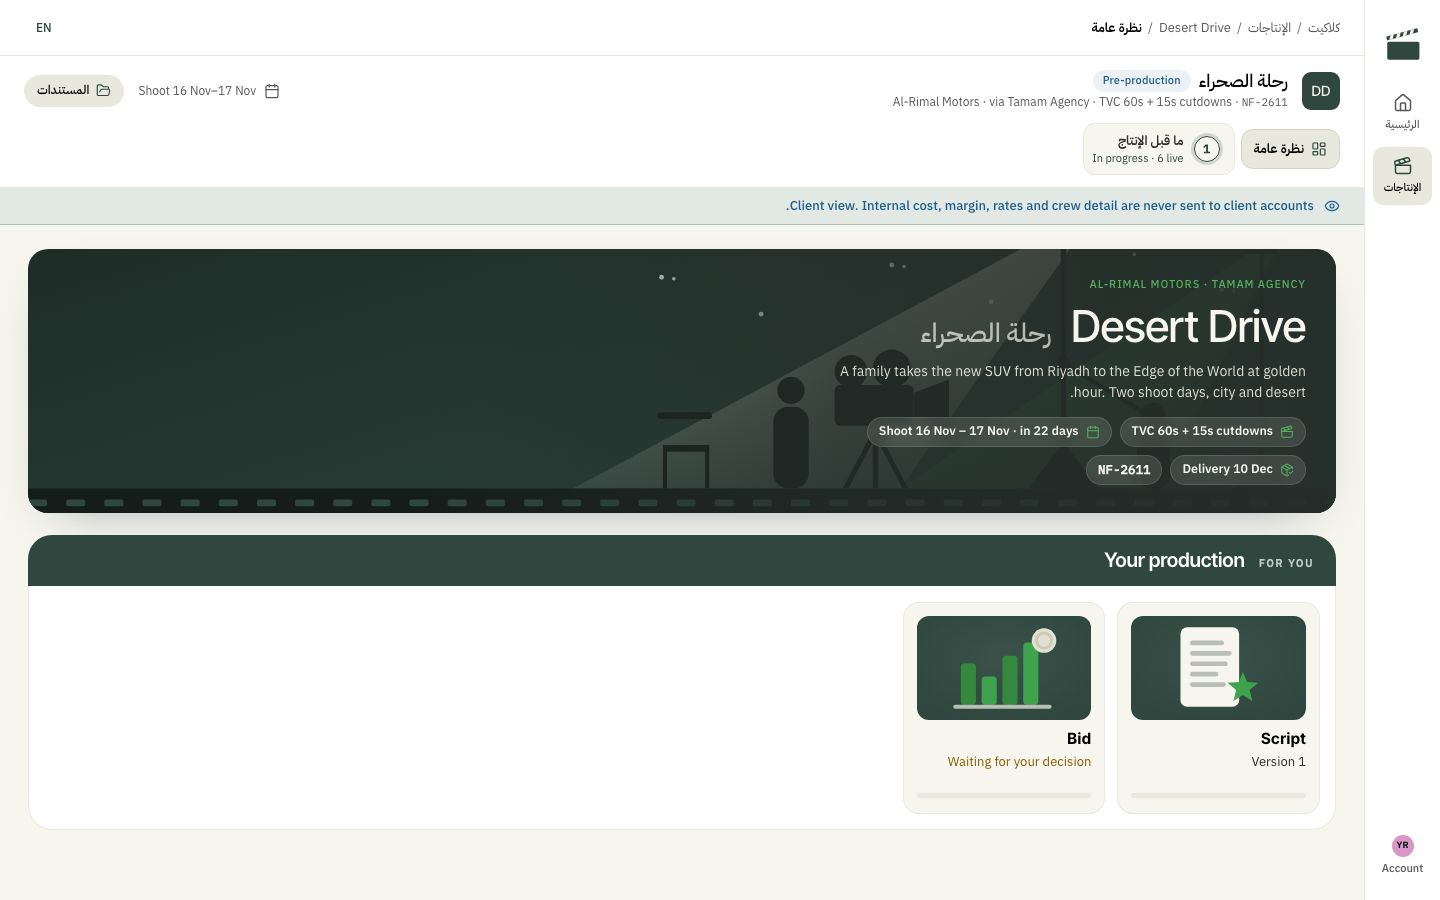 كلاكيت / الإنتاجات / Desert Drive / نظرة عامة
EN
الرئيسية
الإنتاجات
DD
رحلة الصحراء Pre-production
Al-Rimal Motors · via Tamam Agency · TVC 60s + 15s cutdowns · NF-2611
Shoot 16 Nov–17 Nov
المستندات
نظرة عامة
1
ما قبل الإنتاج
In progress · 6 live
.Client view. Internal cost, margin, rates and crew detail are never sent to client accounts
AL-RIMAL MOTORS · TAMAM AGENCY
Desert Drive رحلة الصحراء
A family takes the new SUV from Riyadh to the Edge of the World at golden
.hour. Two shoot days, city and desert
TVC 60s + 15s cutdowns
Shoot 16 Nov – 17 Nov · in 22 days
Delivery 10 Dec
NF-2611
FOR YOU Your production
Script
Version 1
Bid
Waiting for your decision
YR
Account